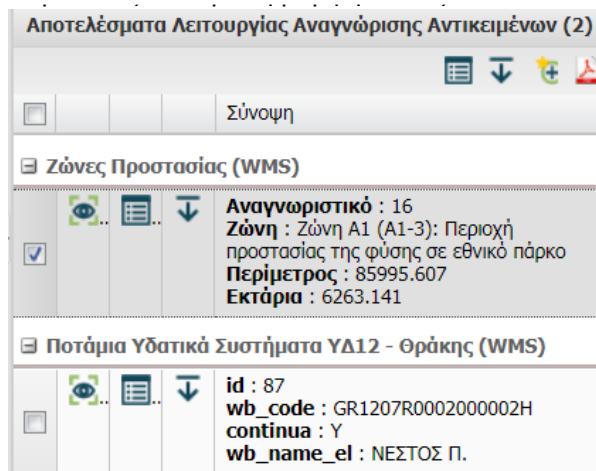 Αποτελέσματα Λειτουργίας Αναγνώρισης Αντικειμένων (2)
Σύνοψη
Ζώνες Προστασίας (WMS)
Αναγνωριστικό : 16
Ζώνη : Ζώνη Α1 (Α1-3): Περιοχή
προστασίας της φύσης σε εθνικό πάρκο
Περίμετρος : 85995.607
Εκτάρια : 6263.141
Ποτάμια Υδατικά Συστήματα ΥΔ12 - Θράκης (WMS)
id : 87
wb_code : GR1207R0002000002H
continua : Y
wb_name_el : ΝΕΣΤΟΣ Π.